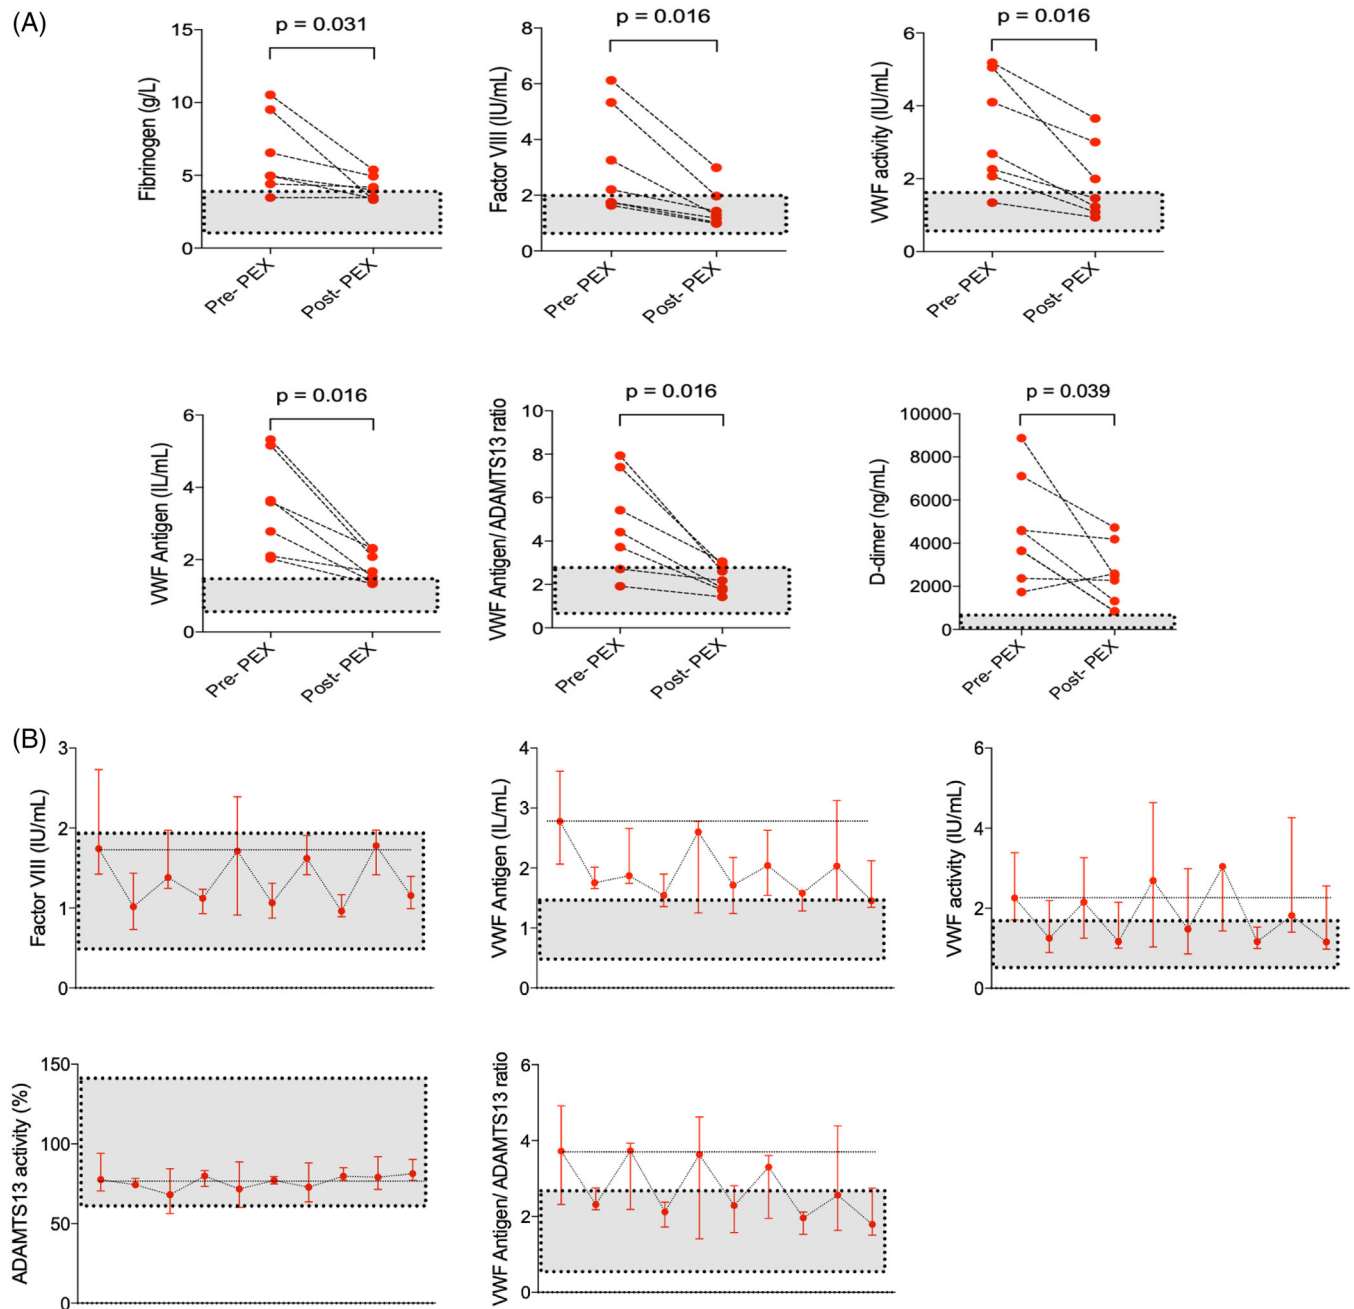 (A)
p = 0.031
15
10
5
0
Fibrinogen (g/L)
Pre- PEX
Post- PEX
p = 0.016
8
6
4
2
0
Factor VIII (IU/mL)
Pre- PEX
Post- PEX
p = 0.016
6
4
2
0
VWF activity (IU/mL)
Pre- PEX
Post- PEX
p = 0.016
6
4
2
0
VWF Antigen (IL/mL)
Pre- PEX
Post- PEX
p = 0.016
10
8
6
4
2
0
VWF Antigen/ ADAMTS13 ratio
Pre- PEX
Post- PEX
p = 0.039
10000
8000
6000
4000
2000
0
D-dimer (ng/mL)
Pre- PEX
Post- PEX
(B)
3
2
1
0
Factor VIII (IU/mL)
4
3
2
1
0
VWF Antigen (IL/mL)
6
4
2
0
VWF activity (IU/mL)
150
100
50
0
ADAMTS13 activity (%)
6
4
2
0
VWF Antigen/ ADAMTS13 ratio